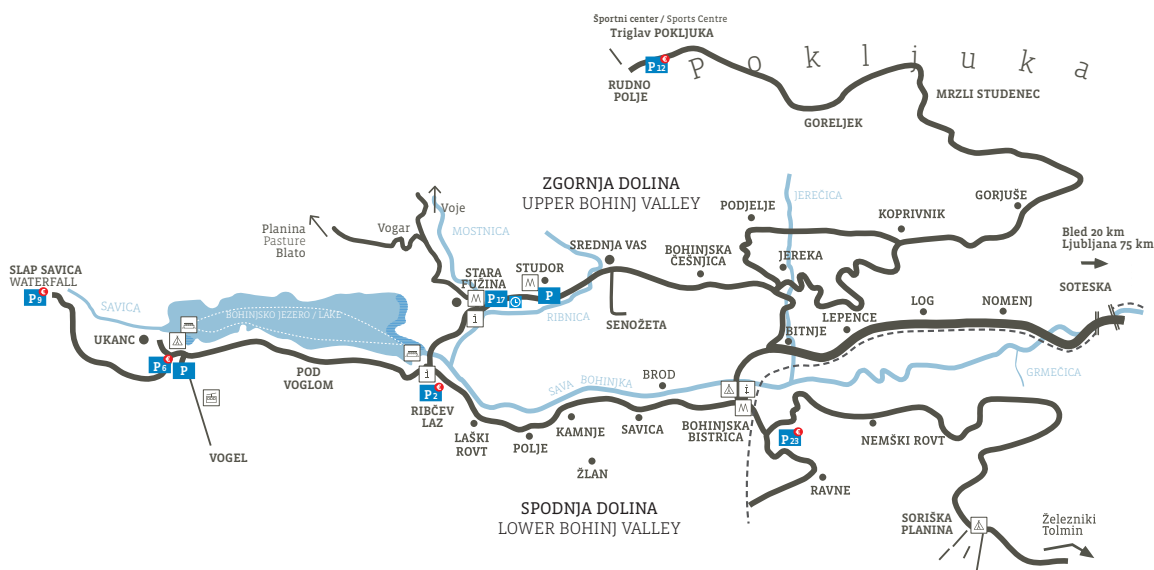 Športni center / Sports Centre
Triglav POKLJUKA
P12 €
RUDNO
POLJE
Pokljuka
MRZLI STUDENEC
GORELJEK
ZGORNJA DOLINA
UPPER BOHINJ VALLEY
JEREČICA
PODJELJE
KOPRIVNIK
GORJUŠE
Voje
Vogar
Planina
Pasture
Blato
MOSTNICA
SREDNJA VAS
BOHINJSKA
ČEŠNJICA
JEREKA
Bled 20 km
Ljubljana 75 km
SLAP SAVICA
WATERFALL
P9 €
STARA
FUŽINA
STUDOR
P17
P
SOTESKA
SAVICA
BOHINJSKO JEZERO / LAKE
i
RIBNICA
SENOŽETA
LOG
NOMENJ
LEPENCE
BITNJE
UKANC
P6 €
P
POD
VOGLOM
i
P2 €
RIBČEV
LAZ
SAVA BOHINJKA
BROD
i
GRMEČICA
LAŠKI
ROVT
POLJE
KAMNJE
SAVICA
BOHINJSKA
BISTRICA
P23 €
NEMŠKI ROVT
VOGEL
ŽLAN
RAVNE
SPODNJA DOLINA
LOWER BOHINJ VALLEY
SORIŠKA
PLANINA
Železniki
Tolmin